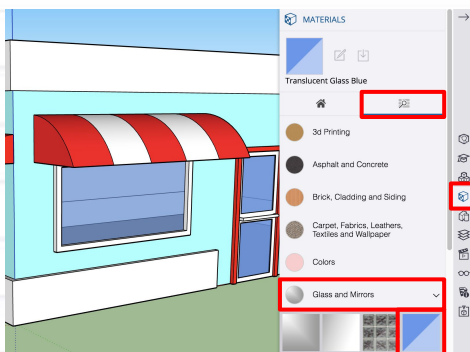 MATERIALS
Translucent Glass Blue
3d Printing
Asphalt and Concrete
Brick, Cladding and Siding
Carpet, Fabrics, Leathers,
Textiles and Wallpaper
Colors
Glass and Mirrors